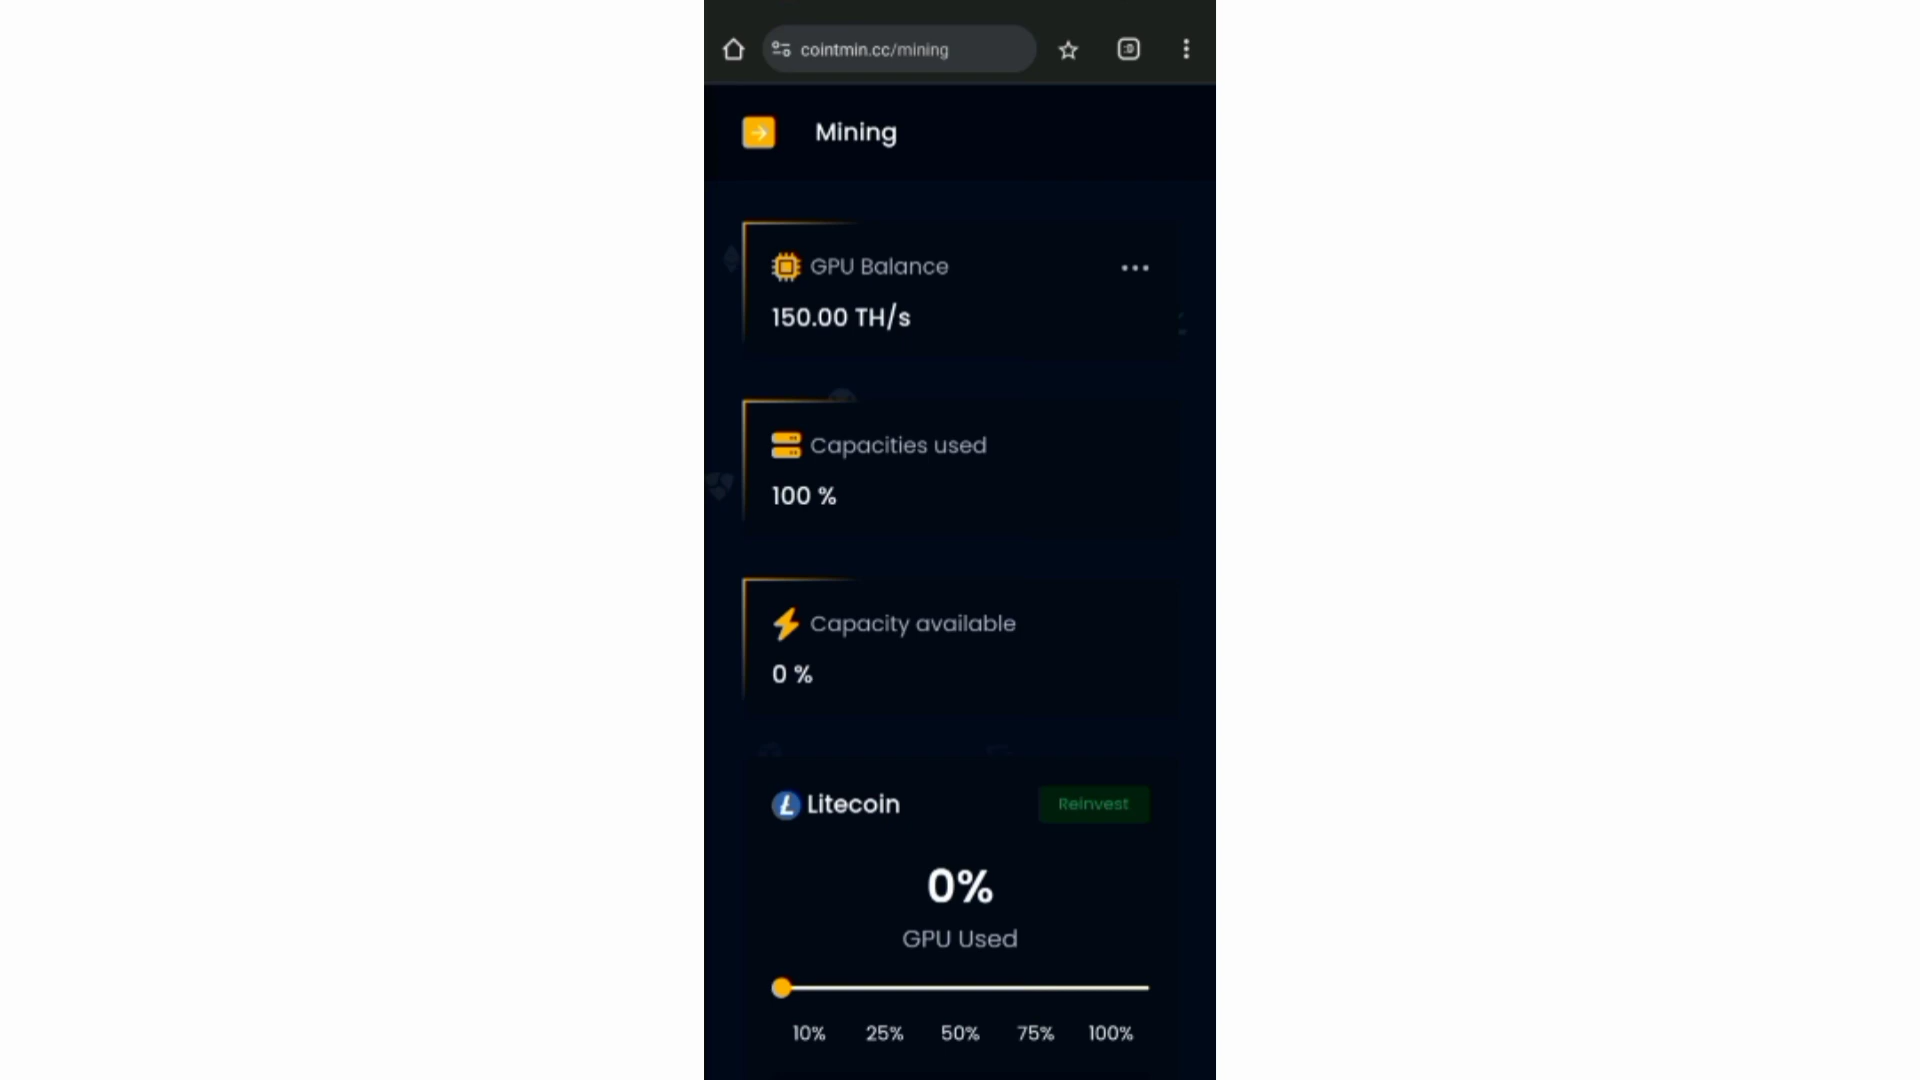 cointmin.cc/mining
:D
Mining
GPU Balance
150.00 TH/s
Capacities used
100 %
Capacity available
0 %
Litecoin
Reinvest
0%
GPU Used
10% 25% 50% 75% 100%